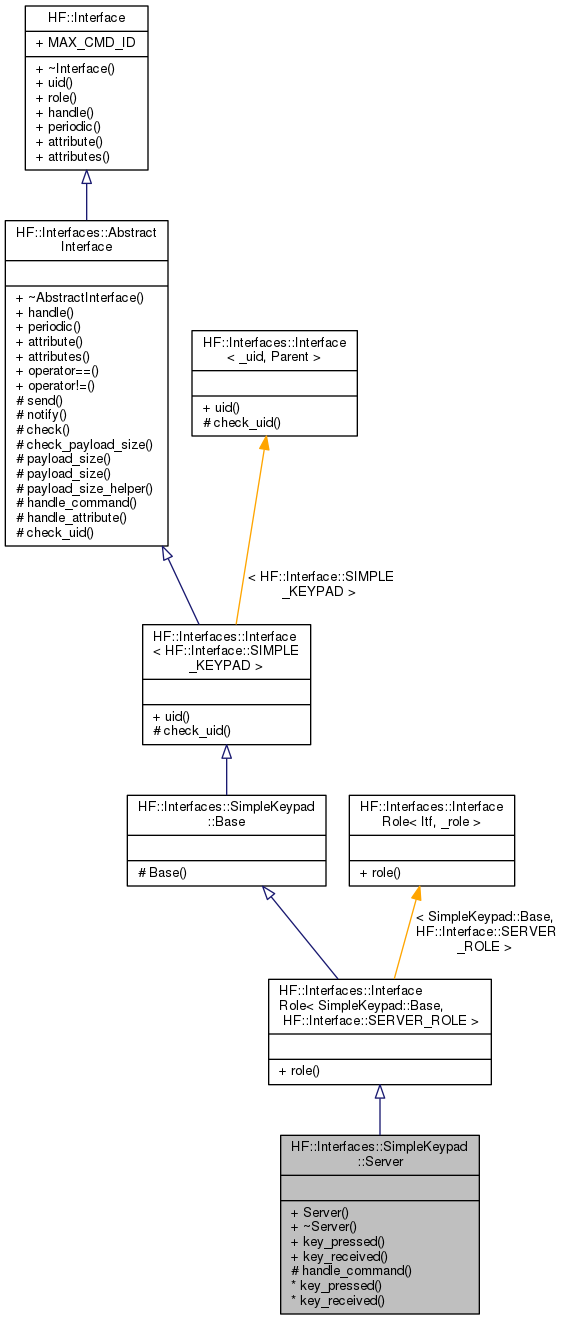 HF::Interface
+ MAX_CMD_ID
+ ~Interface()
+ uid()
+ role()
+ handle()
+ periodic()
+ attribute()
+ attributes()
HF::Interfaces::Abstract
Interface
+ ~AbstractInterface()
+ handle()
+ periodic()
+ attribute()
+ attributes()
+ operator==()
+ operator!=()
# send()
# notify()
# check()
# check_payload_size()
# payload_size()
# payload_size()
# payload_size_helper()
# handle_command()
# handle_attribute()
# check_uid()
HF::Interfaces::Interface
< _uid, Parent >
+ uid()
# check_uid()
< HF::Interface::SIMPLE
_KEYPAD >
HF::Interfaces::Interface
< HF::Interface::SIMPLE
_KEYPAD >
+ uid()
# check_uid()
HF::Interfaces::SimpleKeypad
::Base
# Base()
HF::Interfaces::Interface
Role< Itf, _role >
+ role()
< SimpleKeypad::Base,
HF::Interface::SERVER
_ROLE >
HF::Interfaces::Interface
Role< SimpleKeypad::Base,
HF::Interface::SERVER_ROLE >
+ role()
HF::Interfaces::SimpleKeypad
::Server
+ Server()
+ ~Server()
+ key_pressed()
+ key_received()
# handle_command()
* key_pressed()
* key_received()